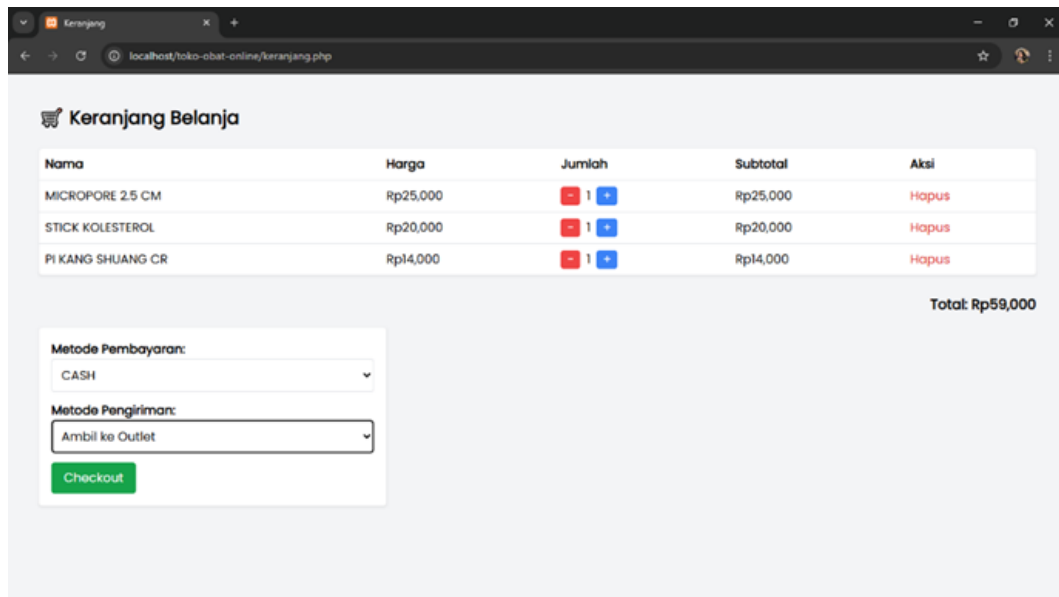 Keranjang
localhost/toko-obat-online/keranjang.php
Keranjang Belanja
Nama Harga Jumlah Subtotal Aksi
MICROPORE 2.5 CM Rp25,000 - 1 + Rp25,000 Hapus
STICK KOLESTEROL Rp20,000 - 1 + Rp20,000 Hapus
PI KANG SHUANG CR Rp14,000 - 1 + Rp14,000 Hapus
Total: Rp59,000
Metode Pembayaran:
CASH
Metode Pengiriman:
Ambil ke Outlet
Checkout